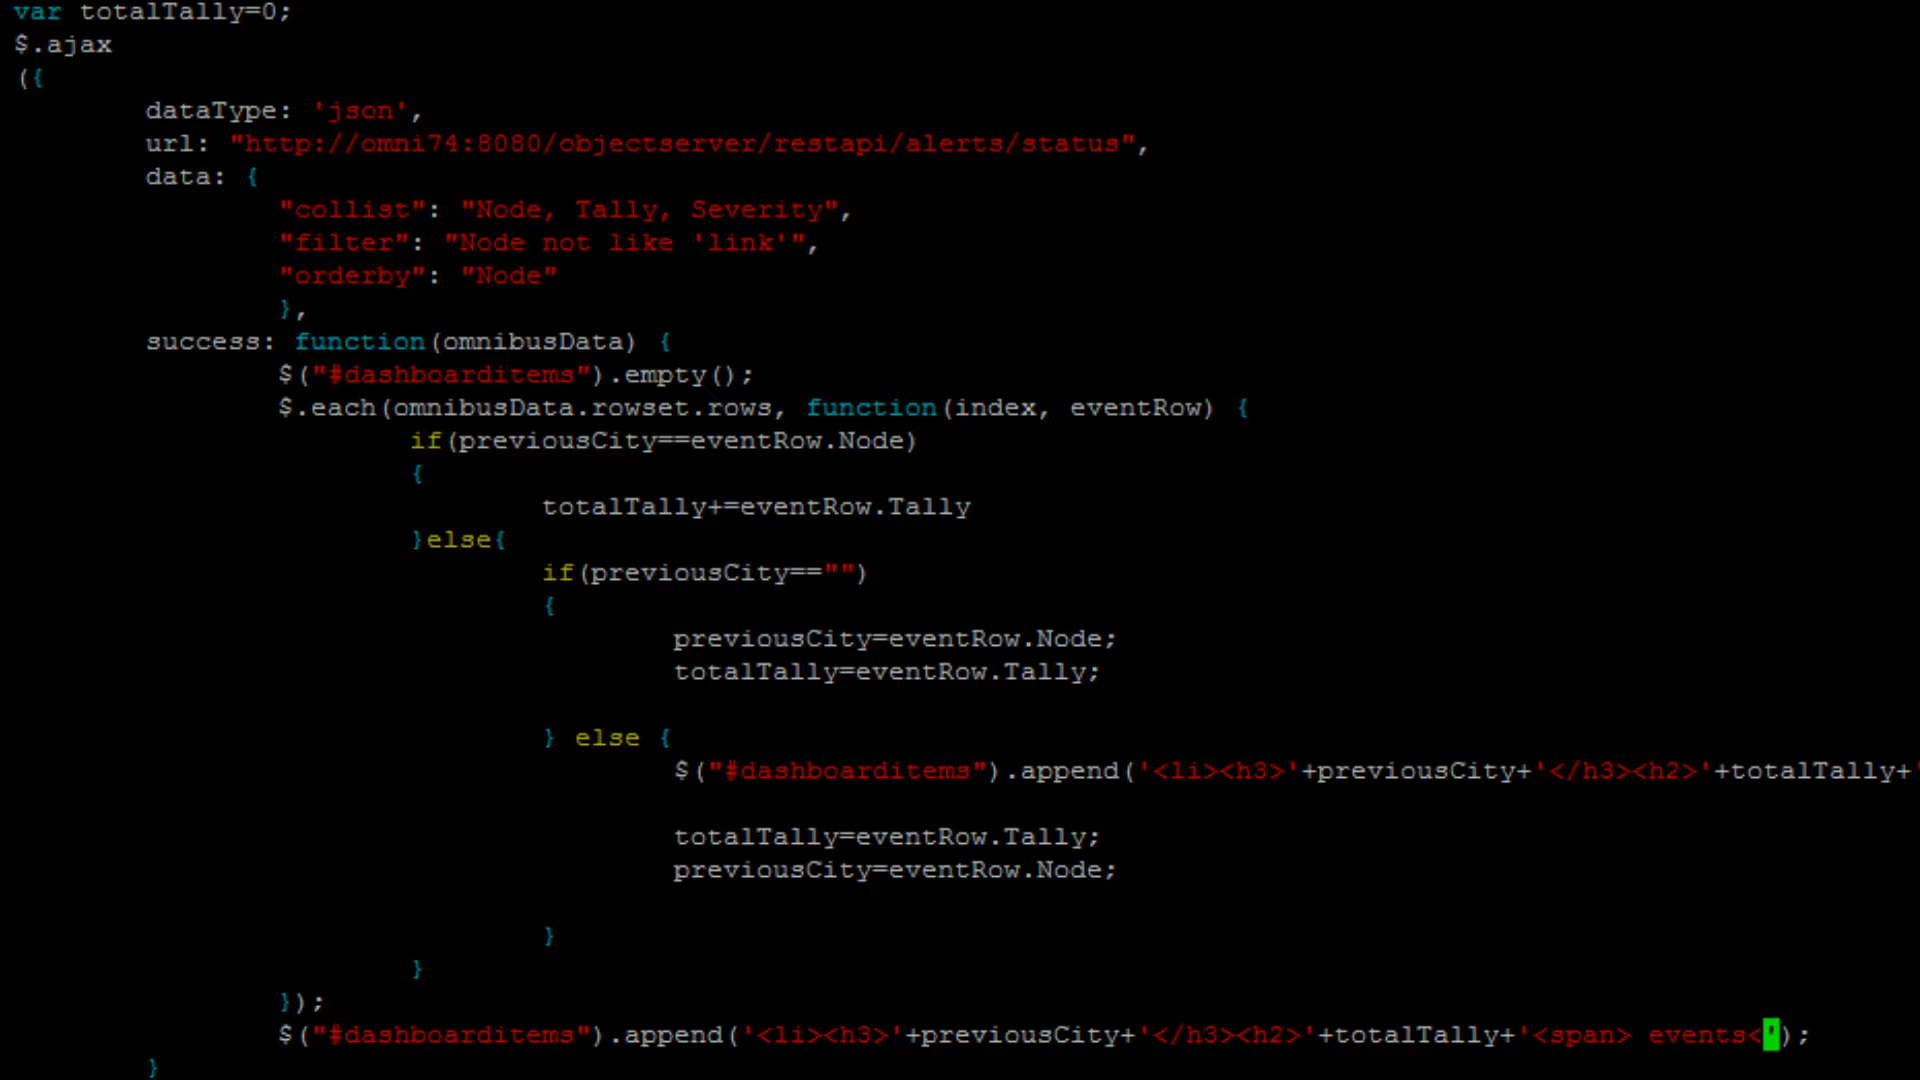 var totalTally=0;
$.ajax
({
dataType: 'json',
url: "http://omni74:8080/objectserver/restapi/alerts/status",
data: {
"collist": "Node, Tally, Severity",
"filter": "Node not like 'link'",
"orderby": "Node"
},
success: function(omnibusData) {
$("#dashboarditems").empty();
$.each(omnibusData.rowset.rows, function(index, eventRow) {
if(previousCity==eventRow.Node)
{
totalTally+=eventRow.Tally
}else{
if(previousCity=="")
{
previousCity=eventRow.Node;
totalTally=eventRow.Tally;
} else {
$("#dashboarditems").append('<li><h3>'+previousCity+'</h3><h2>'+totalTally+'
totalTally=eventRow.Tally;
previousCity=eventRow.Node;
}
}
});
$("#dashboarditems").append('<li><h3>'+previousCity+'</h3><h2>'+totalTally+'<span> events<');
}